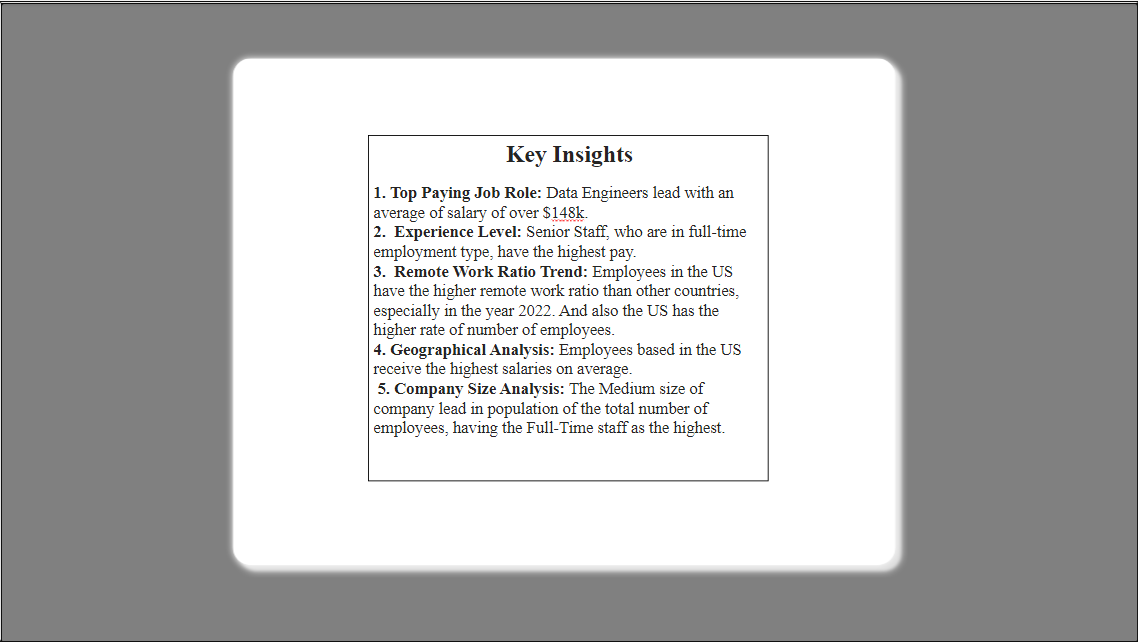 Key Insights
1. Top Paying Job Role: Data Engineers lead with an
average of salary of over $148k.
2.  Experience Level: Senior Staff, who are in full-time
employment type, have the highest pay.
3.  Remote Work Ratio Trend: Employees in the US
have the higher remote work ratio than other countries,
especially in the year 2022. And also the US has the
higher rate of number of employees.
4. Geographical Analysis: Employees based in the US
receive the highest salaries on average.
5. Company Size Analysis: The Medium size of
company lead in population of the total number of
employees, having the Full-Time staff as the highest.